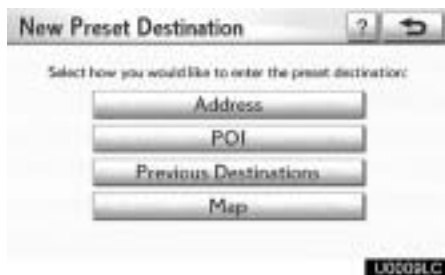 New Preset Destination ?
Select how you would like to enter the preset destination:
Address
POI
Previous Destinations
Map
U0009LC